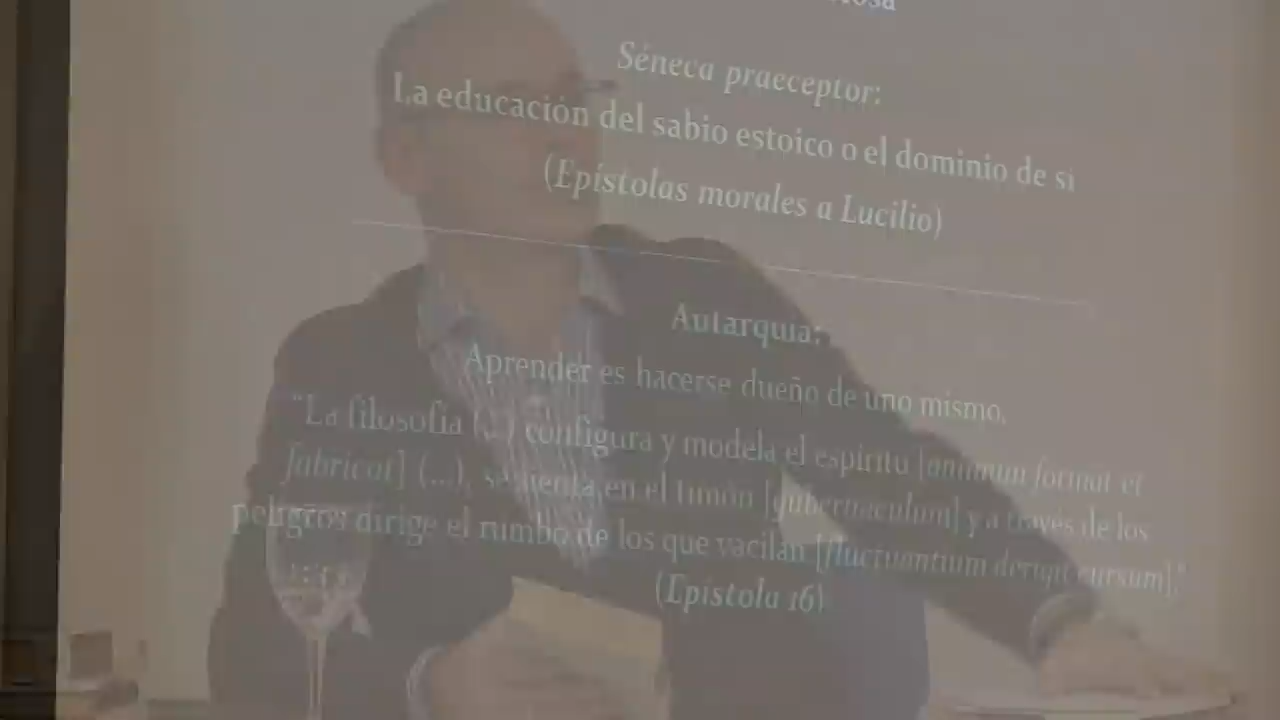 Séneca praeceptor:
La educación del sabio estoico o el dominio de sí
(Epístolas morales a Lucilio)
Autarquía:
Aprender es hacerse dueño de uno mismo.
"La filosofía (...) configura y modela el espíritu [animum format et
fabricat] (...), se sienta en el timón [gubernaculum] y a través de los
peligros dirige el rumbo de los que vacilan [fluctuantium derigit cursum]."
(Epístola 16)